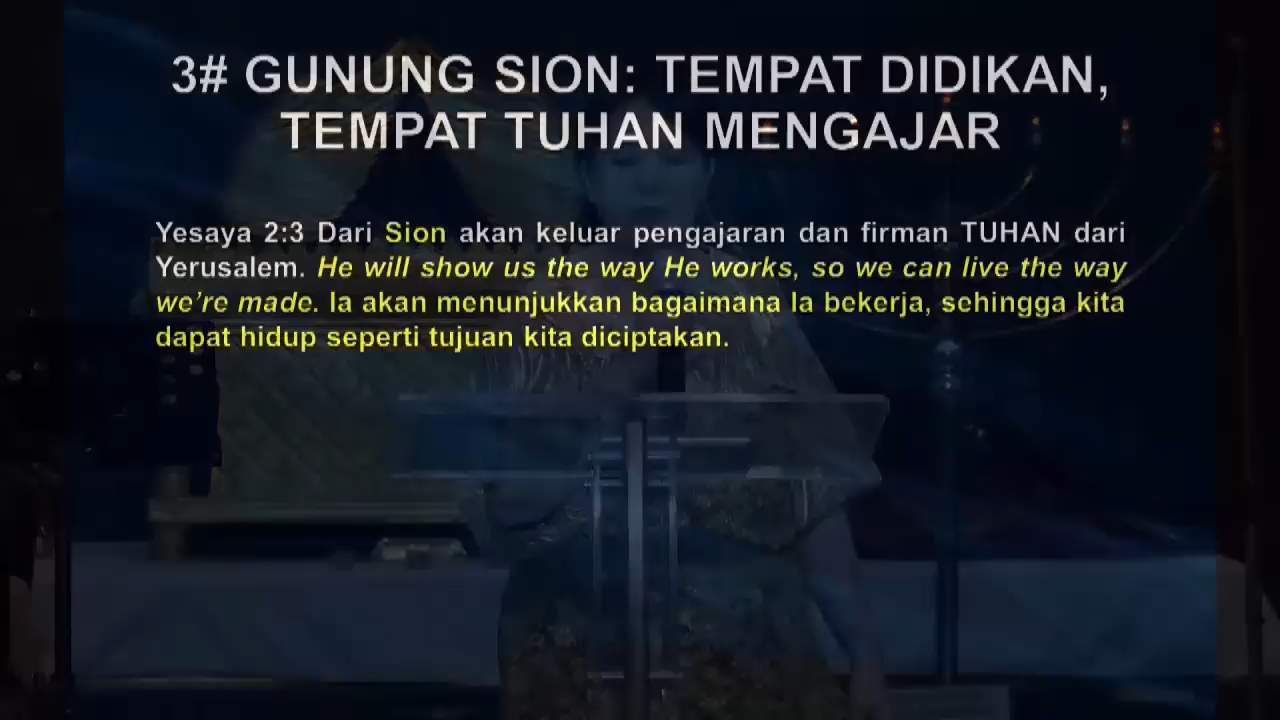 3# GUNUNG SION: TEMPAT DIDIKAN,
TEMPAT TUHAN MENGAJAR
Yesaya 2:3 Dari Sion akan keluar pengajaran dan firman TUHAN dari
Yerusalem. He will show us the way He works, so we can live the way
we’re made. Ia akan menunjukkan bagaimana Ia bekerja, sehingga kita
dapat hidup seperti tujuan kita diciptakan.